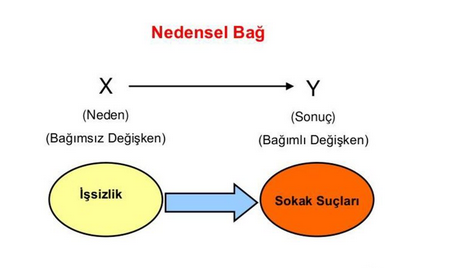 Nedensel Bağ
X
Y
(Neden)
(Sonuç)
(Bağımsız Değişken)
(Bağımlı Değişken)
İşsizlik
Sokak Suçları